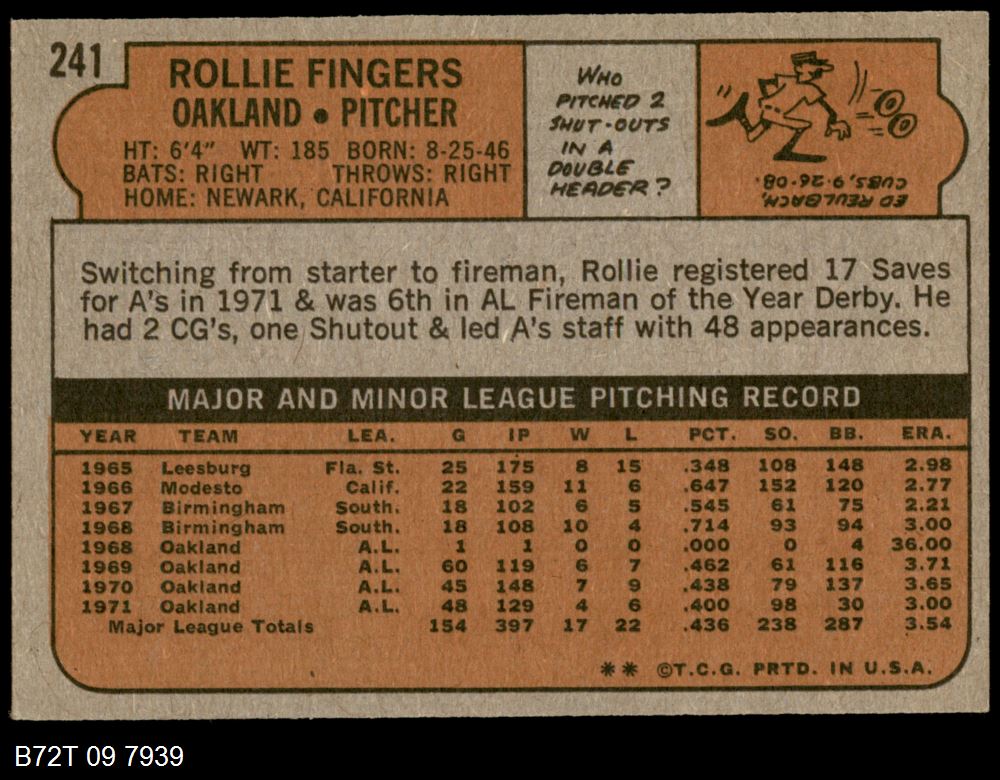 241
ROLLIE FINGERS
OAKLAND • PITCHER
HT: 6'4" WT: 185 BORN: 8-25-46
BATS: RIGHT THROWS: RIGHT
HOME: NEWARK, CALIFORNIA
WHO
PITCHED 2
SHUT-OUTS
IN A
DOUBLE
HEADER?
ED REULBACH,
CUBS, 9-26-08.
Switching from starter to fireman, Rollie registered 17 Saves
for A's in 1971 & was 6th in AL Fireman of the Year Derby. He
had 2 CG's, one Shutout & led A's staff with 48 appearances.
MAJOR AND MINOR LEAGUE PITCHING RECORD
YEAR TEAM LEA. G IP W L PCT. SO. BB. ERA.
1965 Leesburg Fla. St. 25 175 8 15 .348 108 148 2.98
1966 Modesto Calif. 22 159 11 6 .647 152 120 2.77
1967 Birmingham South. 18 102 6 5 .545 61 75 2.21
1968 Birmingham South. 18 108 10 4 .714 93 94 3.00
1968 Oakland A.L. 1 1 0 0 .000 0 4 36.00
1969 Oakland A.L. 60 119 6 7 .462 61 116 3.71
1970 Oakland A.L. 45 148 7 9 .438 79 137 3.65
1971 Oakland A.L. 48 129 4 6 .400 98 30 3.00
Major League Totals 154 397 17 22 .436 238 287 3.54
** ©T.C.G. PRTD. IN U.S.A.
B72T 09 7939